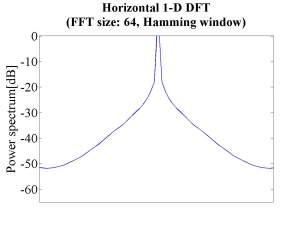 Horizontal 1-D DFT
(FFT size: 64, Hamming window)
Power spectrum[dB]
0
-10
-20
-30
-40
-50
-60